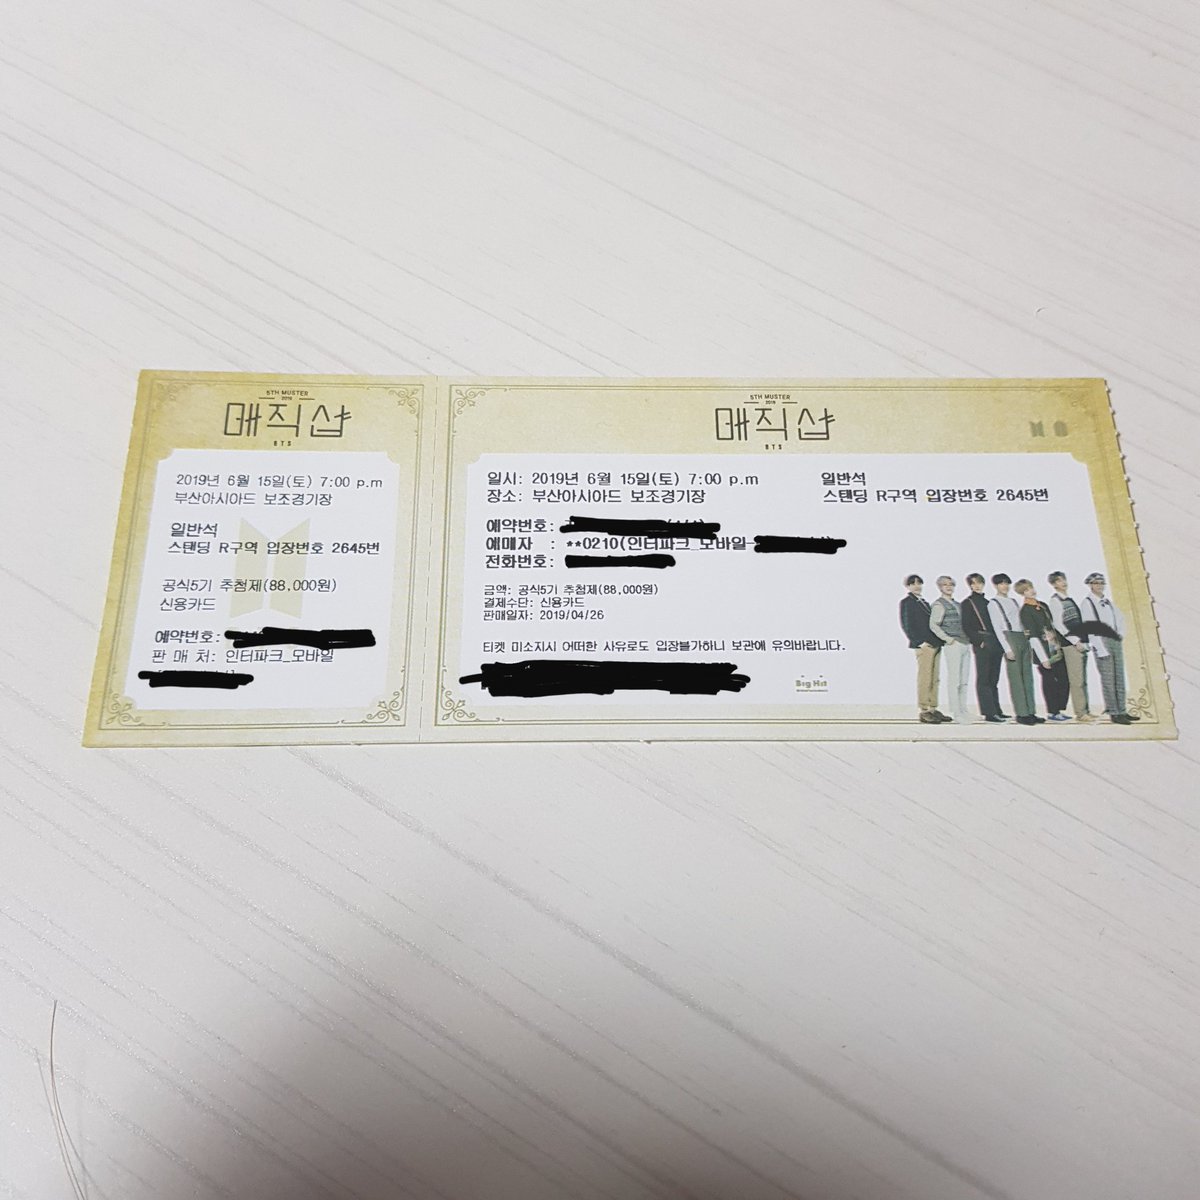 5TH MUSTER
2019
매직샵
BTS
2019년 6월 15일(토) 7:00 p.m
부산아시아드 보조경기장
일반석
스탠딩 R구역 입장번호 2645번
공식5기 추첨제(88,000원)
신용카드
예약번호:
판 매 처: 인터파크_모바일
5TH MUSTER
2019
매직샵
BTS
일시: 2019년 6월 15일(토) 7:00 p.m
장소: 부산아시아드 보조경기장
일반석
스탠딩 R구역 입장번호 2645번
예약번호:
예매자 : **0210(인터파크_모바일
전화번호:
금액: 공식5기 추첨제(88,000원)
결제수단: 신용카드
판매일자: 2019/04/26
티켓 미소지시 어떠한 사유로도 입장불가하니 보관에 유의바랍니다.
Big Hit